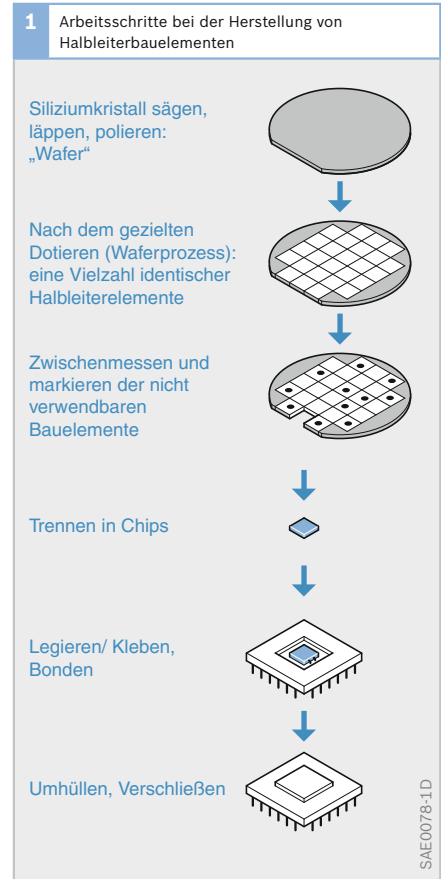 1 Arbeitsschritte bei der Herstellung von
Halbleiterbauelementen
Siliziumkristall sägen,
läppen, polieren:
„Wafer“
Nach dem gezielten
Dotieren (Waferprozess):
eine Vielzahl identischer
Halbleiterelemente
Zwischenmessen und
markieren der nicht
verwendbaren
Bauelemente
Trennen in Chips
Legieren/ Kleben,
Bonden
Umhüllen, Verschließen
SAE0078-1D